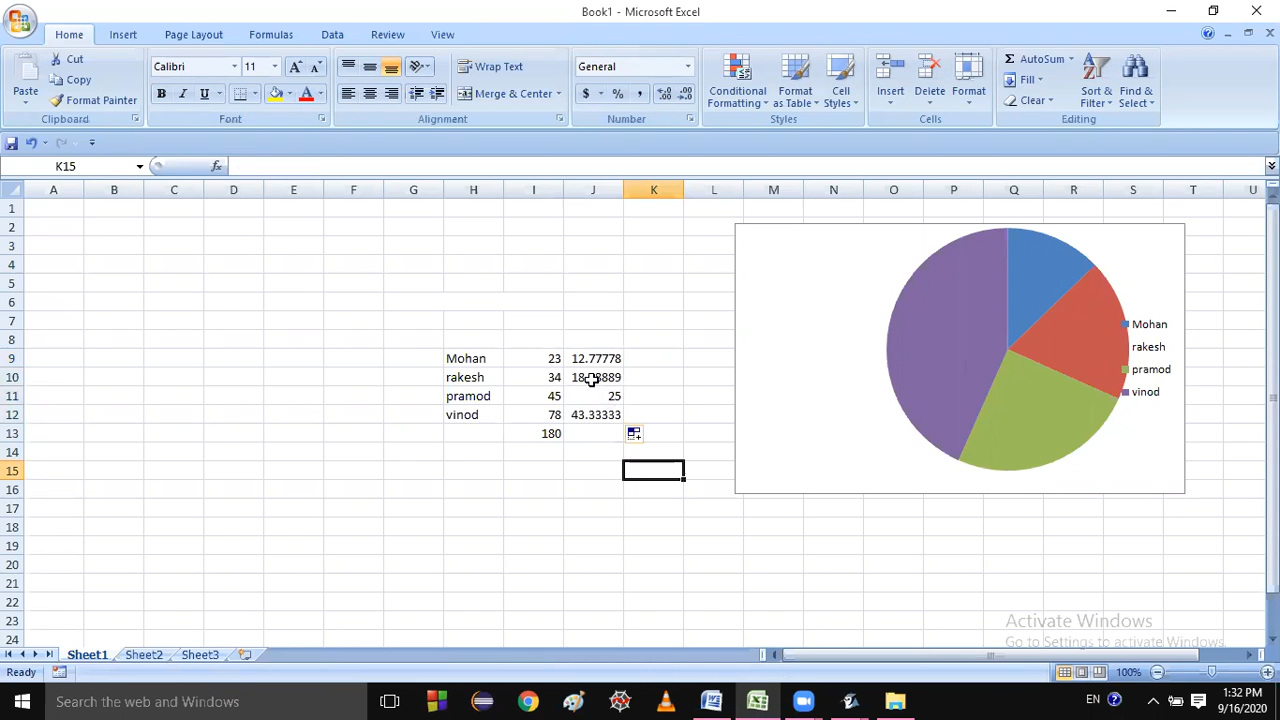 Book1 - Microsoft Excel
Home Insert Page Layout Formulas Data Review View
Paste Cut Calibri 11 Wrap Text General Conditional Formatting Format as Table Cell Styles Insert Delete Format AutoSum Sort & Filter Find & Select
Copy Fill
Format Painter B I U A Merge & Center $ % , Clear
Clipboard Font Alignment Number Styles Cells Editing
K15 fx
A B C D E F G H I J K L M N O P Q R S T U
1
2
3
4
5
6
7
8
9 Mohan 23 12.77778
10 rakesh 34
11 pramod 45 25
12 vinod 78 43.33333
13 180
14
15
16
17
18
19
20
21
22
23
24
Mohan
rakesh
pramod
vinod
Activate Windows
Go to Settings to activate Windows.
Sheet1 Sheet2 Sheet3
Ready 100%
Search the web and Windows EN 1:32 PM
9/16/2020